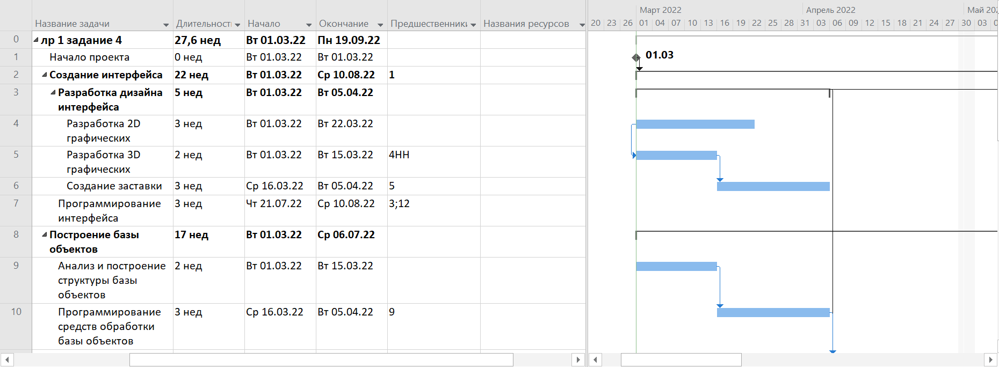 Март 2022 Апрель 2022 Май 202
Название задачи Длительность Начало Окончание Предшественники Названия ресурсов 20 23 26 01 04 07 10 13 16 19 22 25 28 31 03 06 09 12 15 18 21 24 27 30 03 0
0 лр 1 задание 4 27,6 нед Вт 01.03.22 Пн 19.09.22
1 Начало проекта 0 нед Вт 01.03.22 Вт 01.03.22 01.03
2 Создание интерфейса 22 нед Вт 01.03.22 Ср 10.08.22 1
3 Разработка дизайна 5 нед Вт 01.03.22 Вт 05.04.22
интерфейса
4 Разработка 2D 3 нед Вт 01.03.22 Вт 22.03.22
графических
5 Разработка 3D 2 нед Вт 01.03.22 Вт 15.03.22 4НН
графических
6 Создание заставки 3 нед Ср 16.03.22 Вт 05.04.22 5
7 Программирование 3 нед Чт 21.07.22 Ср 10.08.22 3;12
интерфейса
8 Построение базы 17 нед Вт 01.03.22 Ср 06.07.22
объектов
9 Анализ и построение 2 нед Вт 01.03.22 Вт 15.03.22
структуры базы
объектов
10 Программирование 3 нед Ср 16.03.22 Вт 05.04.22 9
средств обработки
базы объектов